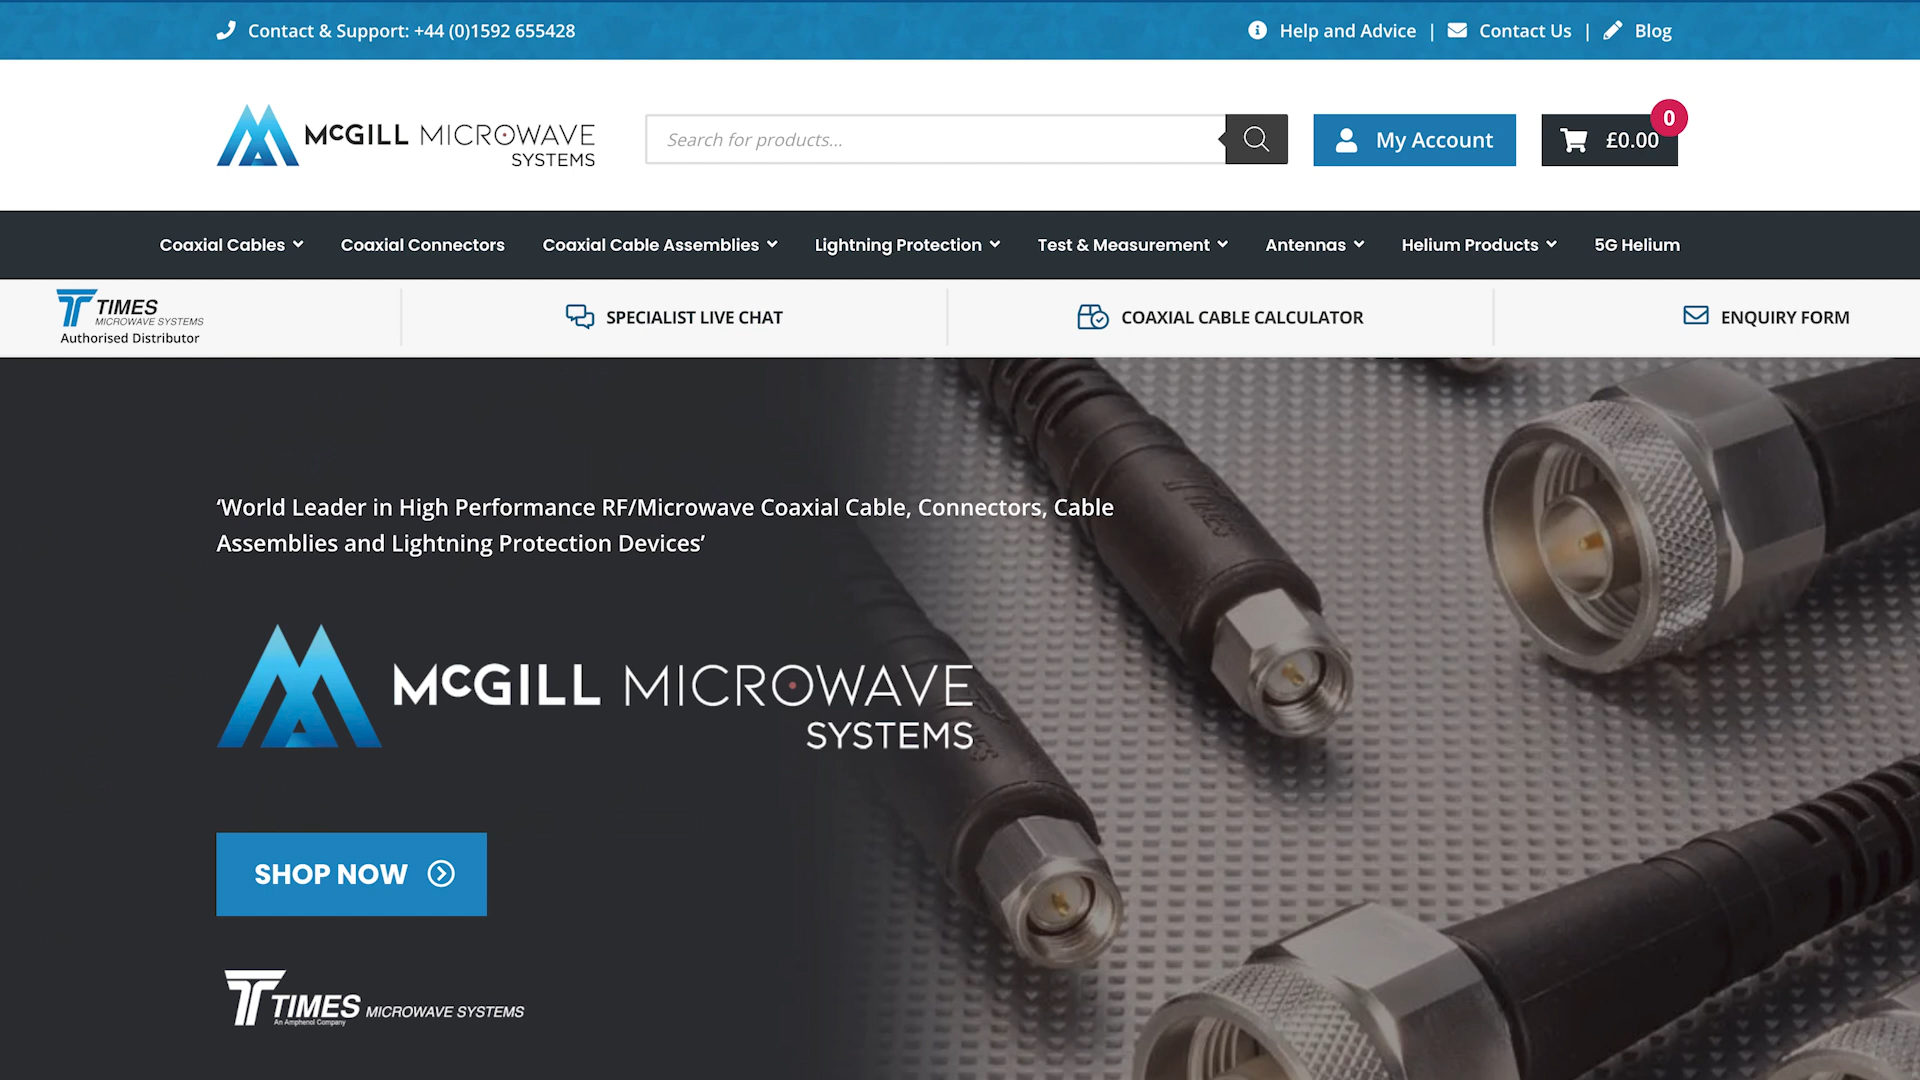 Contact & Support: +44 (0)1592 655428
Help and Advice | Contact Us | Blog
McGILL MICROWAVE
SYSTEMS
Search for products...
My Account
£0.00
0
Coaxial Cables
Coaxial Connectors
Coaxial Cable Assemblies
Lightning Protection
Test & Measurement
Antennas
Helium Products
5G Helium
TIMES
MICROWAVE SYSTEMS
Authorised Distributor
SPECIALIST LIVE CHAT
COAXIAL CABLE CALCULATOR
ENQUIRY FORM
‘World Leader in High Performance RF/Microwave Coaxial Cable, Connectors, Cable
Assemblies and Lightning Protection Devices’
McGILL MICROWAVE
SYSTEMS
SHOP NOW
TIMES MICROWAVE SYSTEMS
An Amphenol Company
TIMES